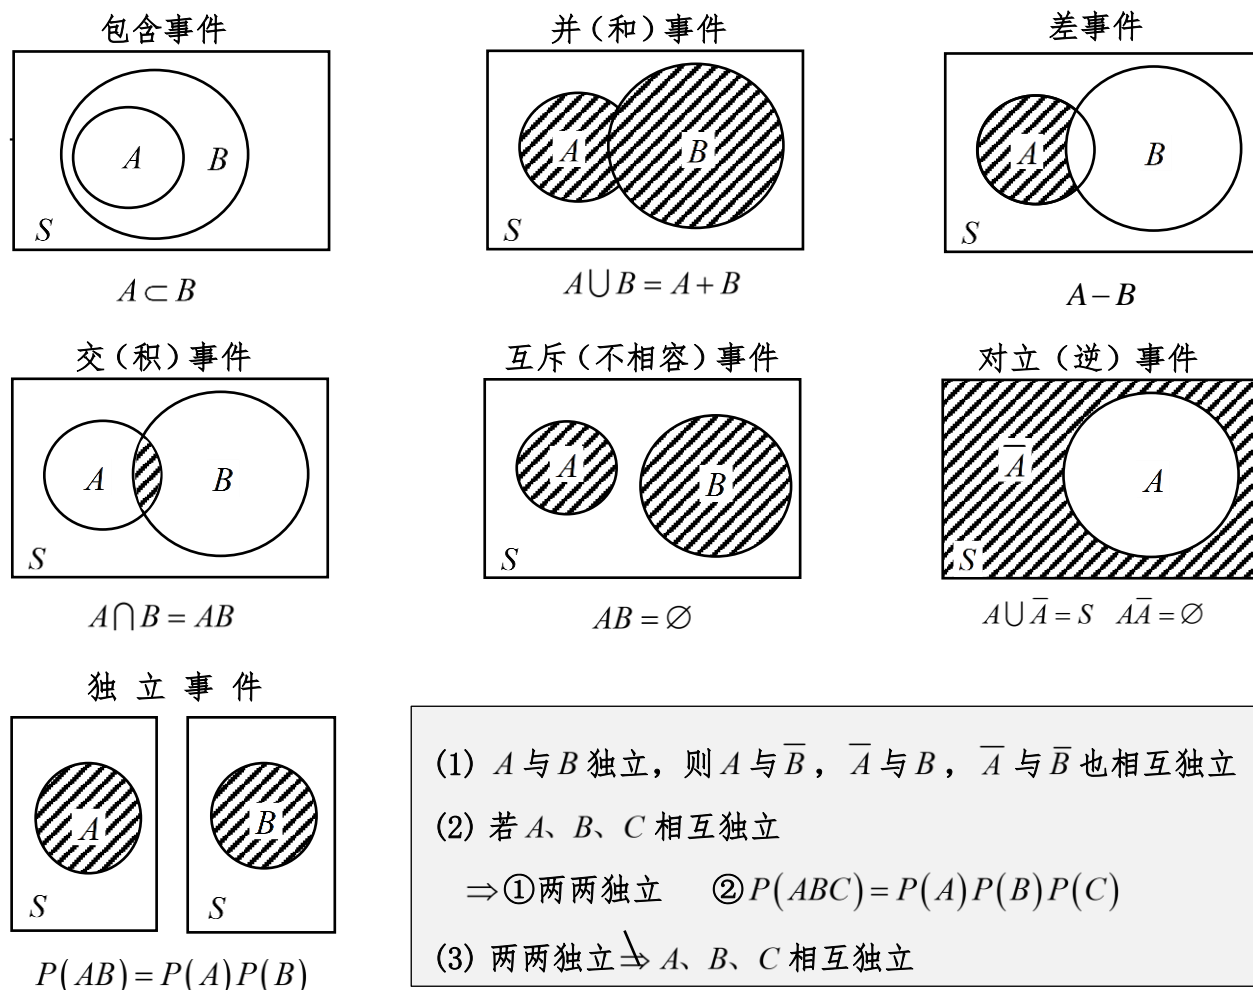 包含事件 并(和)事件 差事件
A B S
A B S
A B S
A ⊂ B
A ∪ B = A + B
A − B
交(积)事件 互斥(不相容)事件 对立(逆)事件
A B S
A B S
A̅ A S
A ∩ B = AB
AB = ∅
A ∪ A̅ = S AA̅ = ∅
独 立 事 件
A S
B S
P(AB) = P(A)P(B)
(1) A 与 B 独立，则 A 与 B̅，A̅ 与 B，A̅ 与 B̅ 也相互独立
(2) 若 A、B、C 相互独立
⇒①两两独立 ②P(ABC) = P(A)P(B)P(C)
(3) 两两独立 ⇏ A、B、C 相互独立